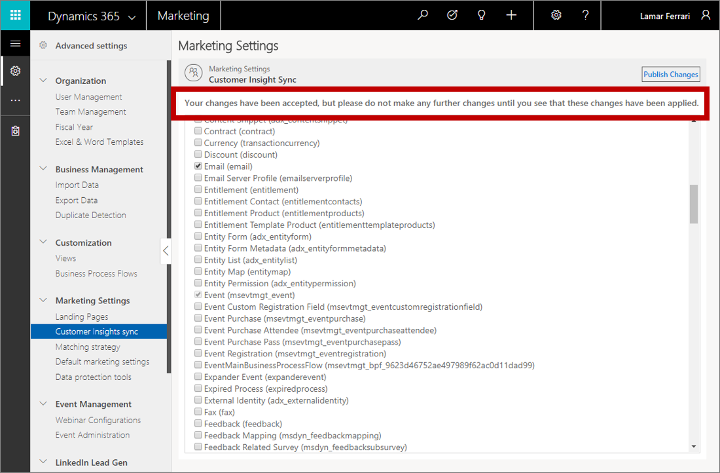 Dynamics 365
Marketing
Lamar Ferrari
Advanced settings
Organization
User Management
Team Management
Fiscal Year
Excel & Word Templates
Business Management
Import Data
Export Data
Duplicate Detection
Customization
Views
Business Process Flows
Marketing Settings
Landing Pages
Customer Insights sync
Matching strategy
Default marketing settings
Data protection tools
Event Management
Webinar Configurations
Event Administration
LinkedIn Lead Gen
Marketing Settings
Marketing Settings
Customer Insight Sync
Publish Changes
Your changes have been accepted, but please do not make any further changes until you see that these changes have been applied.
Content Snippet (adx_contentsnippet)
Contract (contract)
Currency (transactioncurrency)
Discount (discount)
Email (email)
Email Server Profile (emailserverprofile)
Entitlement (entitlement)
Entitlement Contact (entitlementcontacts)
Entitlement Product (entitlementproducts)
Entitlement Template Product (entitlementtemplateproducts)
Entity Form (adx_entityform)
Entity Form Metadata (adx_entityformmetadata)
Entity List (adx_entitylist)
Entity Map (entitymap)
Entity Permission (adx_entitypermission)
Event (msevtmgt_event)
Event Custom Registration Field (msevtmgt_eventcustomregistrationfield)
Event Purchase (msevtmgt_eventpurchase)
Event Purchase Attendee (msevtmgt_eventpurchaseattendee)
Event Purchase Pass (msevtmgt_eventpurchasepass)
Event Registration (msevtmgt_eventregistration)
EventMainBusinessProcessFlow (msevtmgt_bpf_9623d46752ae497989f62ac0d11dad99)
Expander Event (expanderevent)
Expired Process (expiredprocess)
External Identity (adx_externalidentity)
Fax (fax)
Feedback (feedback)
Feedback Mapping (msdyn_feedbackmapping)
Feedback Related Survey (msdyn_feedbacksubsurvey)